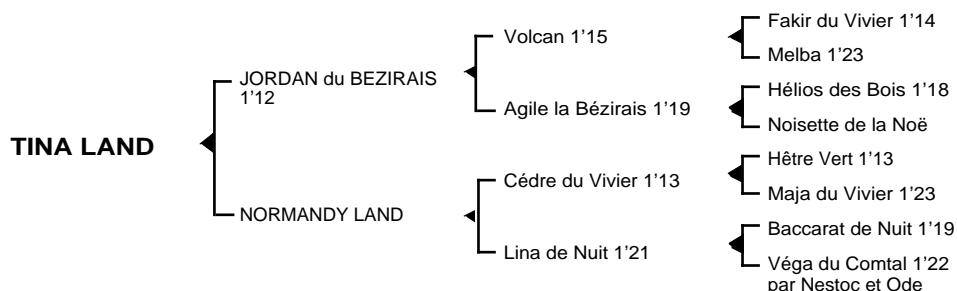 TINA LAND
JORDAN du BEZIRAIS
1'12
NORMANDY LAND
Volcan 1'15
Agile la Bézirais 1'19
Cédre du Vivier 1'13
Lina de Nuit 1'21
Fakir du Vivier 1'14
Melba 1'23
Hélios des Bois 1'18
Noisette de la Noë
Hêtre Vert 1'13
Maja du Vivier 1'23
Baccarat de Nuit 1'19
Véga du Comtal 1'22
par Nestoc et Ode